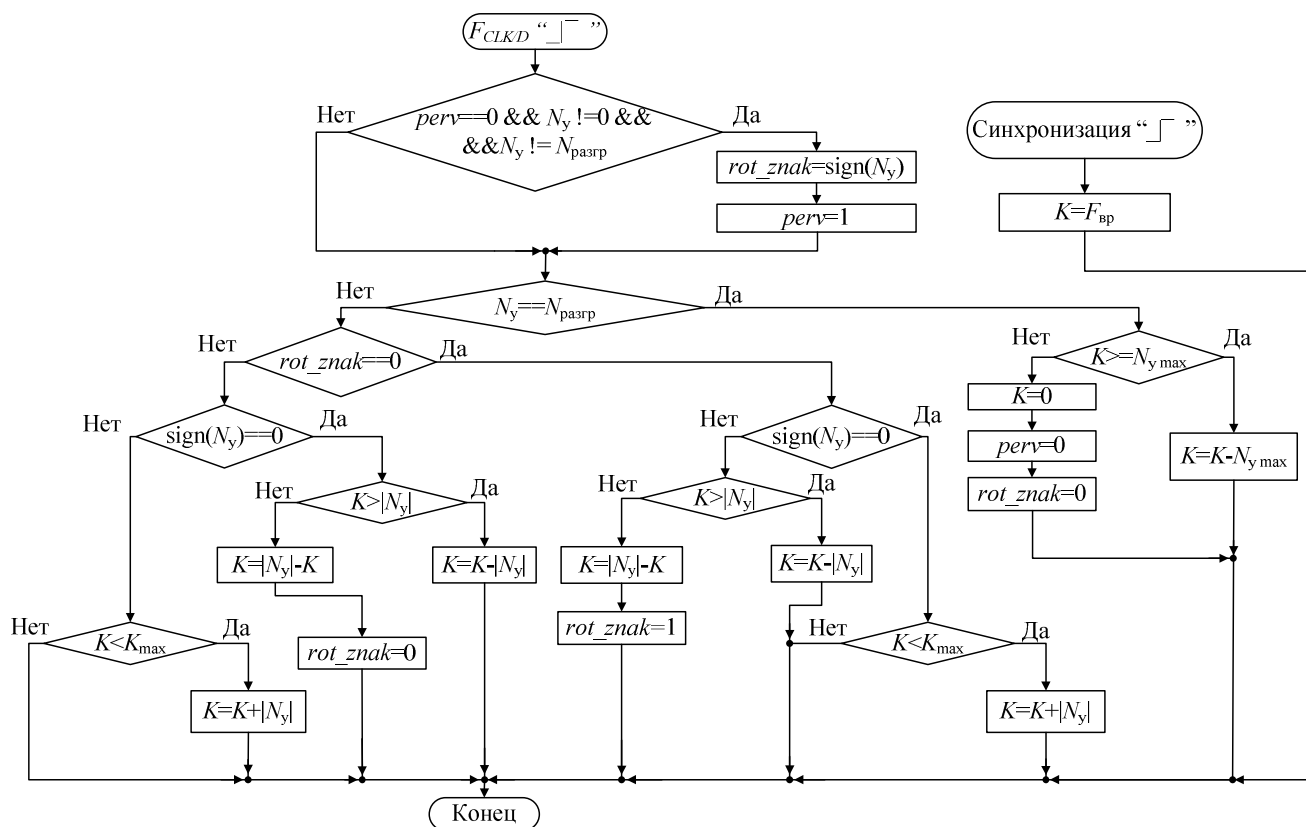 F_CLK/D “_|‾ ”
Нет
perv==0 && N_у !=0 &&
&&N_у != N_разгр
Да
rot_znak=sign(N_у)
perv=1
Синхронизация “_|‾ ”
K=F_вр
Нет
N_у==N_разгр
Да
Нет
rot_znak==0
Да
Нет
K>=N_у max
Да
K=0
perv=0
rot_znak=0
K=K-N_у max
Нет
sign(N_у)==0
Да
Нет
sign(N_у)==0
Да
Нет
K>|N_у|
Да
Нет
K>|N_у|
Да
K=|N_у|-K
K=K-|N_у|
K=|N_у|-K
K=K-|N_у|
rot_znak=0
rot_znak=1
Нет
K<K_max
Да
Нет
K<K_max
Да
K=K+|N_у|
K=K+|N_у|
Конец